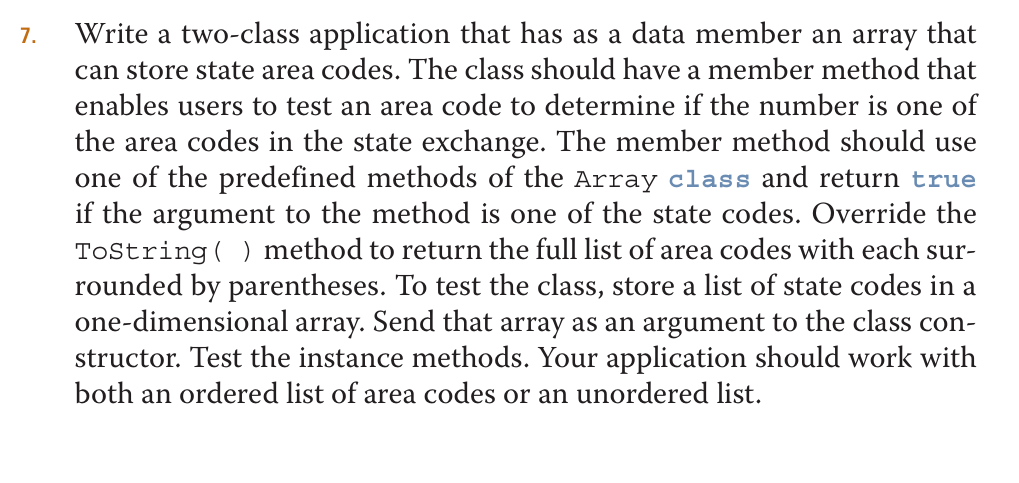 7. Write a two-class application that has as a data member an array that
can store state area codes. The class should have a member method that
enables users to test an area code to determine if the number is one of
the area codes in the state exchange. The member method should use
one of the predefined methods of the Array class and return true
if the argument to the method is one of the state codes. Override the
ToString( ) method to return the full list of area codes with each sur-
rounded by parentheses. To test the class, store a list of state codes in a
one-dimensional array. Send that array as an argument to the class con-
structor. Test the instance methods. Your application should work with
both an ordered list of area codes or an unordered list.